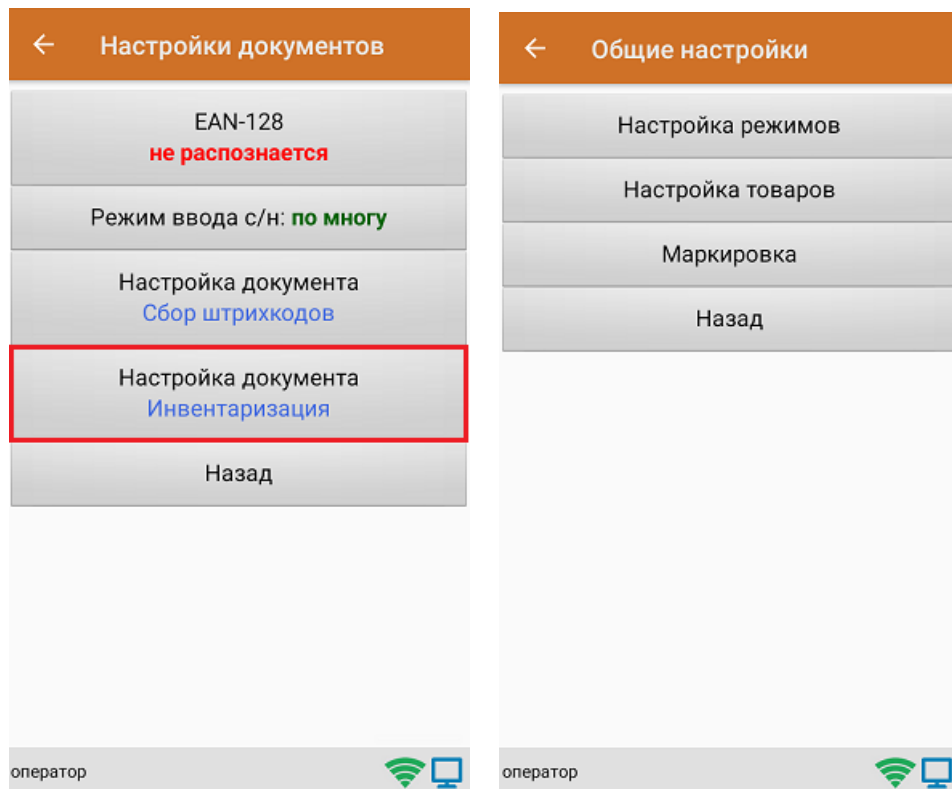 Настройки документов
EAN-128
не распознается
Режим ввода с/н: по многу
Настройка документа
Сбор штрихкодов
Настройка документа
Инвентаризация
Назад
оператор
Общие настройки
Настройка режимов
Настройка товаров
Маркировка
Назад
оператор